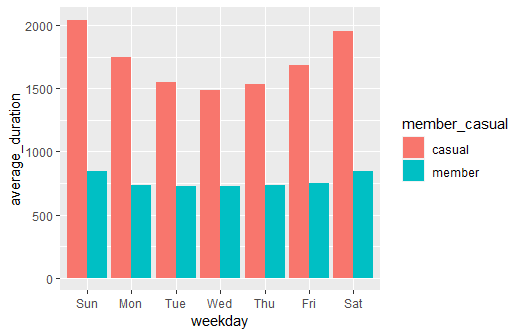 average_duration
2000
1500
1000
500
0
Sun Mon Tue Wed Thu Fri Sat
weekday
member_casual
casual
member